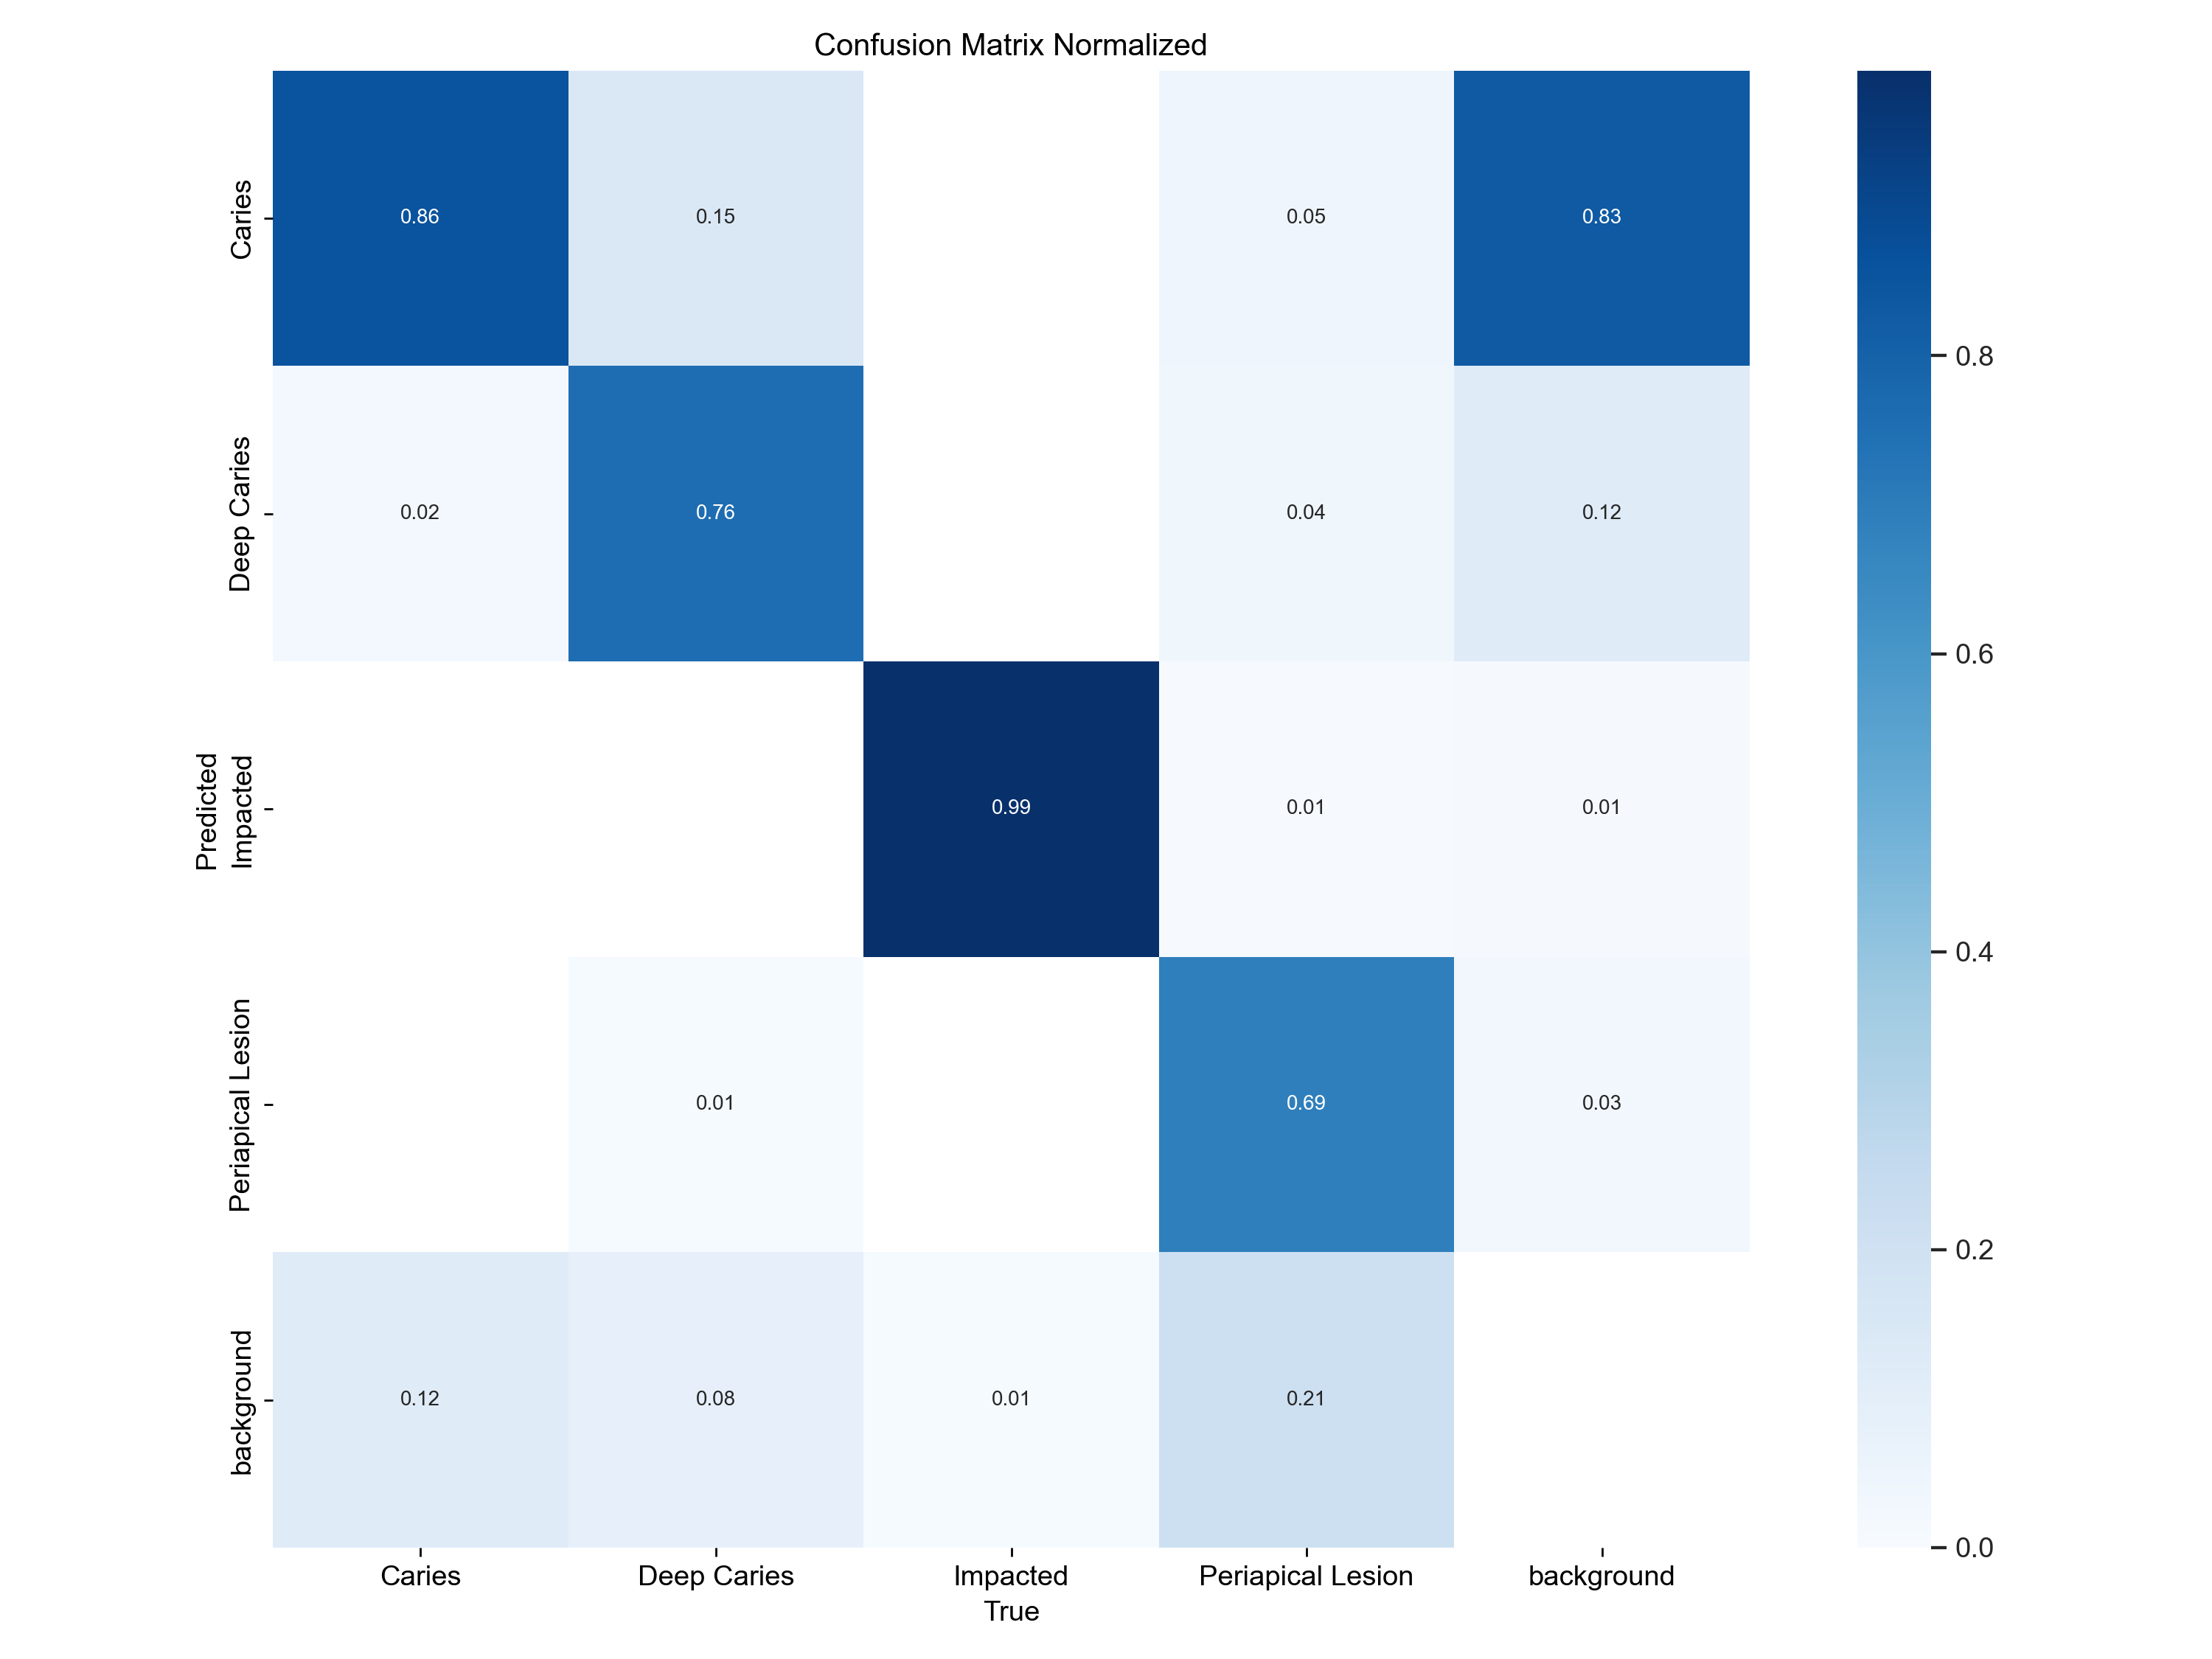 Confusion Matrix Normalized
Caries
0.86
0.15
0.05
0.83
0.8
Deep Caries
0.02
0.76
0.04
0.12
0.6
Predicted
Impacted
0.99
0.01
0.01
0.4
Periapical Lesion
0.01
0.69
0.03
0.2
background
0.12
0.08
0.01
0.21
0.0
Caries
Deep Caries
Impacted
Periapical Lesion
background
True